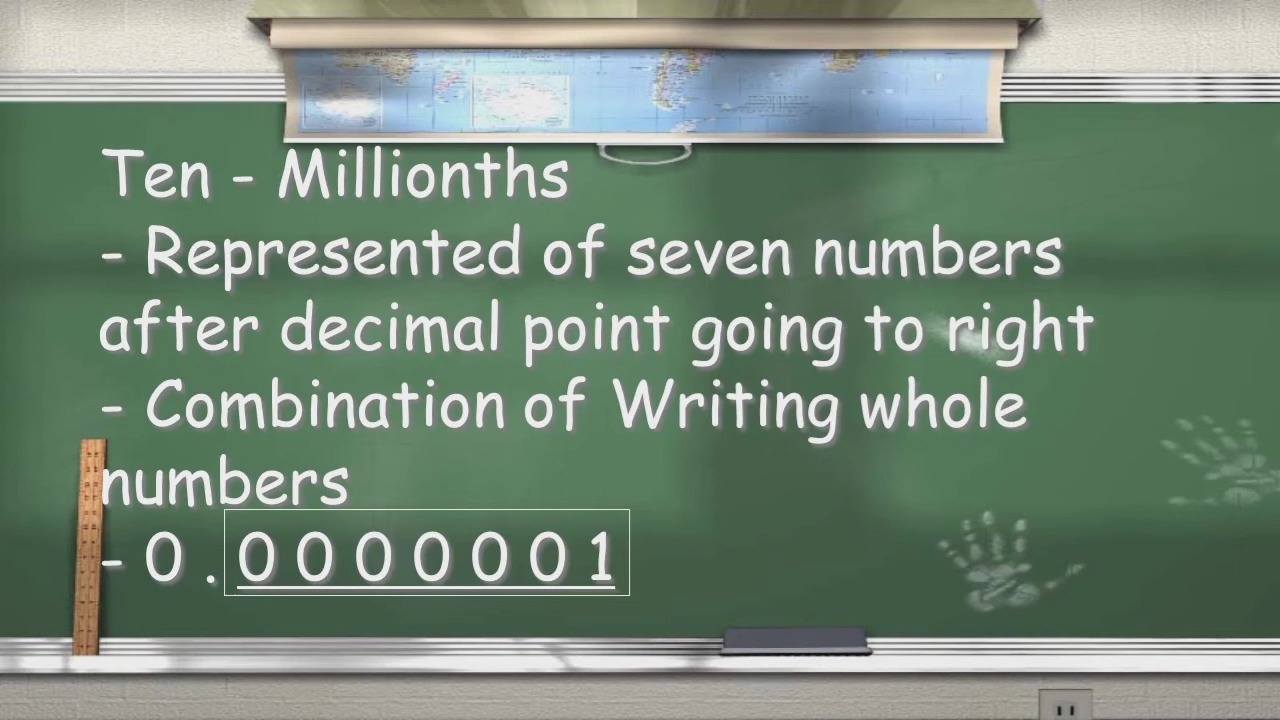 Ten - Millionths
- Represented of seven numbers
after decimal point going to right
- Combination of Writing whole
numbers
- 0 . 0 0 0 0 0 0 1